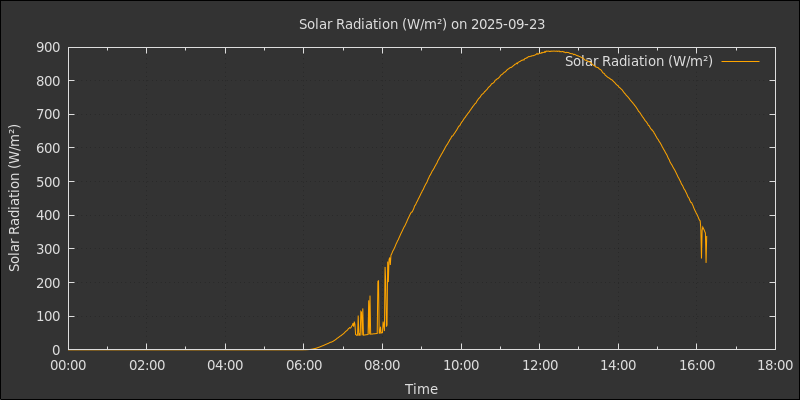 Solar Radiation (W/m²) on 2025-09-23
Solar Radiation (W/m²)
Solar Radiation (W/m²)
900
800
700
600
500
400
300
200
100
0
00:00 02:00 04:00 06:00 08:00 10:00 12:00 14:00 16:00 18:00
Time